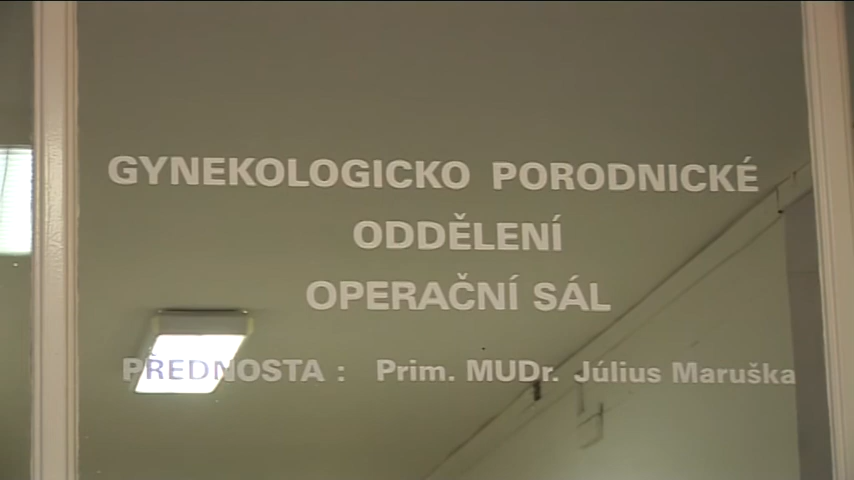 GYNEKOLOGICKO PORODNICKÉ
ODDĚLENÍ
OPERAČNÍ SÁL
PŘEDNOSTA : Prim. MUDr. Július Maruška